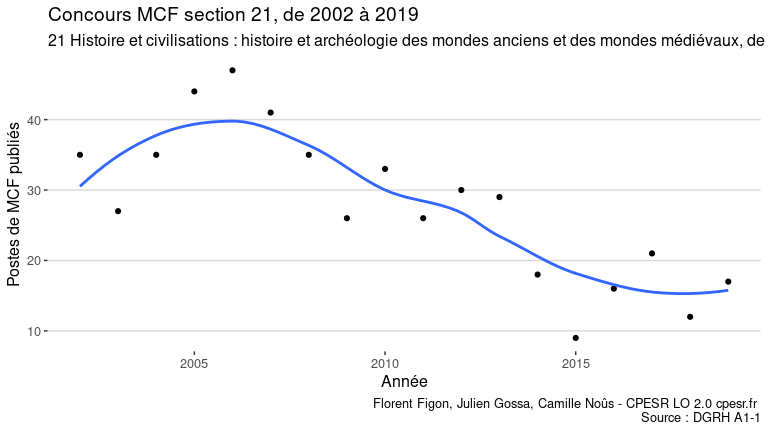 Concours MCF section 21, de 2002 à 2019
21 Histoire et civilisations : histoire et archéologie des mondes anciens et des mondes médiévaux, de
Postes de MCF publiés
40
30
20
10
2005 2010 2015
Année
Florent Figon, Julien Gossa, Camille Noûs - CPESR LO 2.0 cpesr.fr
Source : DGRH A1-1